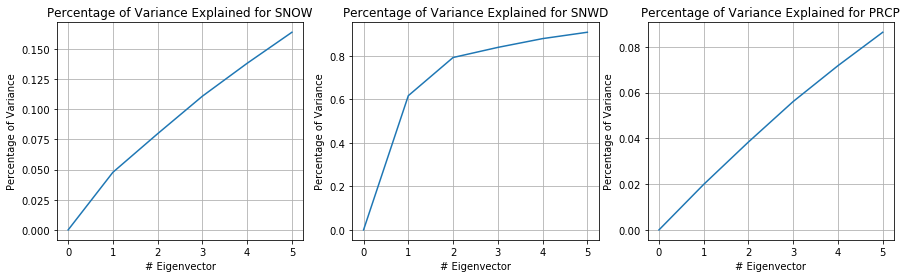 Percentage of Variance Explained for SNOW
Percentage of Variance
0.150
0.125
0.100
0.075
0.050
0.025
0.000
0 1 2 3 4 5
# Eigenvector
Percentage of Variance Explained for SNWD
Percentage of Variance
0.8
0.6
0.4
0.2
0.0
0 1 2 3 4 5
# Eigenvector
Percentage of Variance Explained for PRCP
Percentage of Variance
0.08
0.06
0.04
0.02
0.00
0 1 2 3 4 5
# Eigenvector